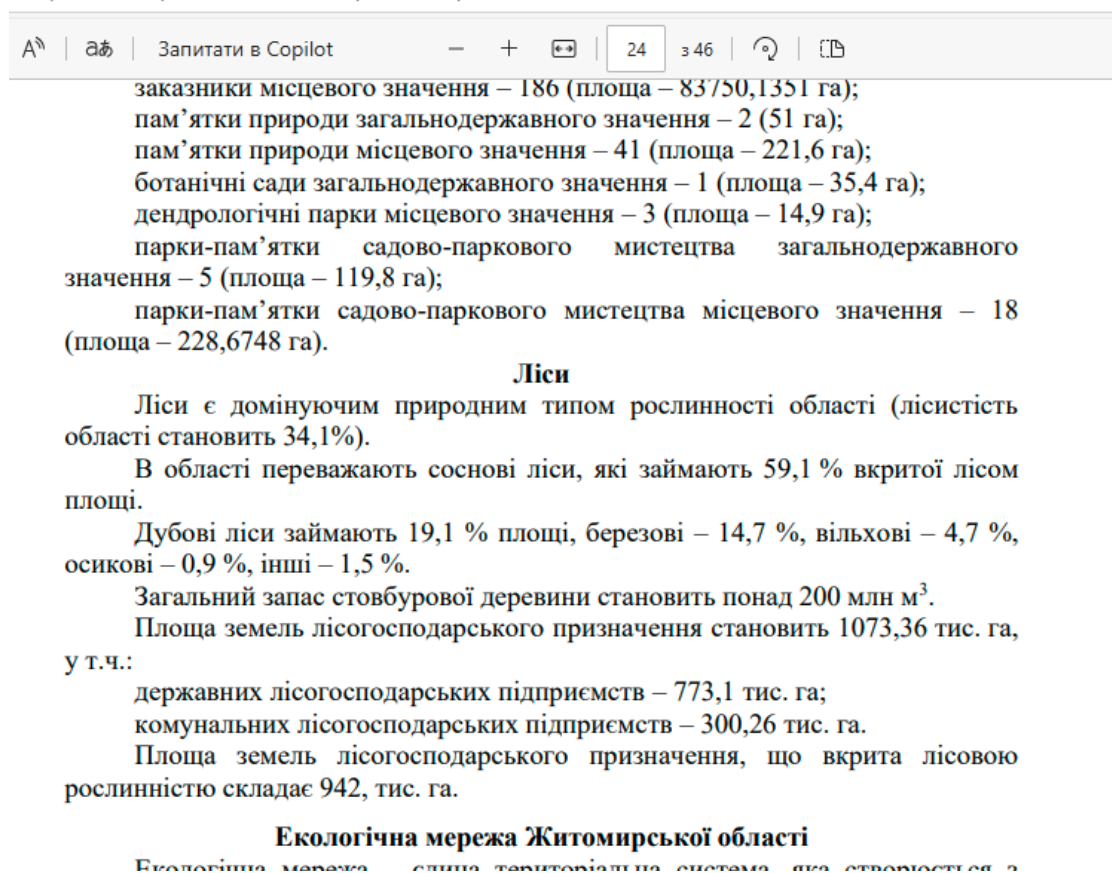 Запитати в Copilot
24
з 46
заказники місцевого значення – 186 (площа – 83750,1351 га);
пам’ятки природи загальнодержавного значення – 2 (51 га);
пам’ятки природи місцевого значення – 41 (площа – 221,6 га);
ботанічні сади загальнодержавного значення – 1 (площа – 35,4 га);
дендрологічні парки місцевого значення – 3 (площа – 14,9 га);
парки-пам’ятки садово-паркового мистецтва загальнодержавного
значення – 5 (площа – 119,8 га);
парки-пам’ятки садово-паркового мистецтва місцевого значення – 18
(площа – 228,6748 га).
Ліси
Ліси є домінуючим природним типом рослинності області (лісистість
області становить 34,1%).
В області переважають соснові ліси, які займають 59,1 % вкритої лісом
площі.
Дубові ліси займають 19,1 % площі, березові – 14,7 %, вільхові – 4,7 %,
осикові – 0,9 %, інші – 1,5 %.
Загальний запас стовбурової деревини становить понад 200 млн м³.
Площа земель лісогосподарського призначення становить 1073,36 тис. га,
у т.ч.:
державних лісогосподарських підприємств – 773,1 тис. га;
комунальних лісогосподарських підприємств – 300,26 тис. га.
Площа земель лісогосподарського призначення, що вкрита лісовою
рослинністю складає 942, тис. га.
Екологічна мережа Житомирської області
Екологічна мережа – єдина територіальна система, яка створюється з